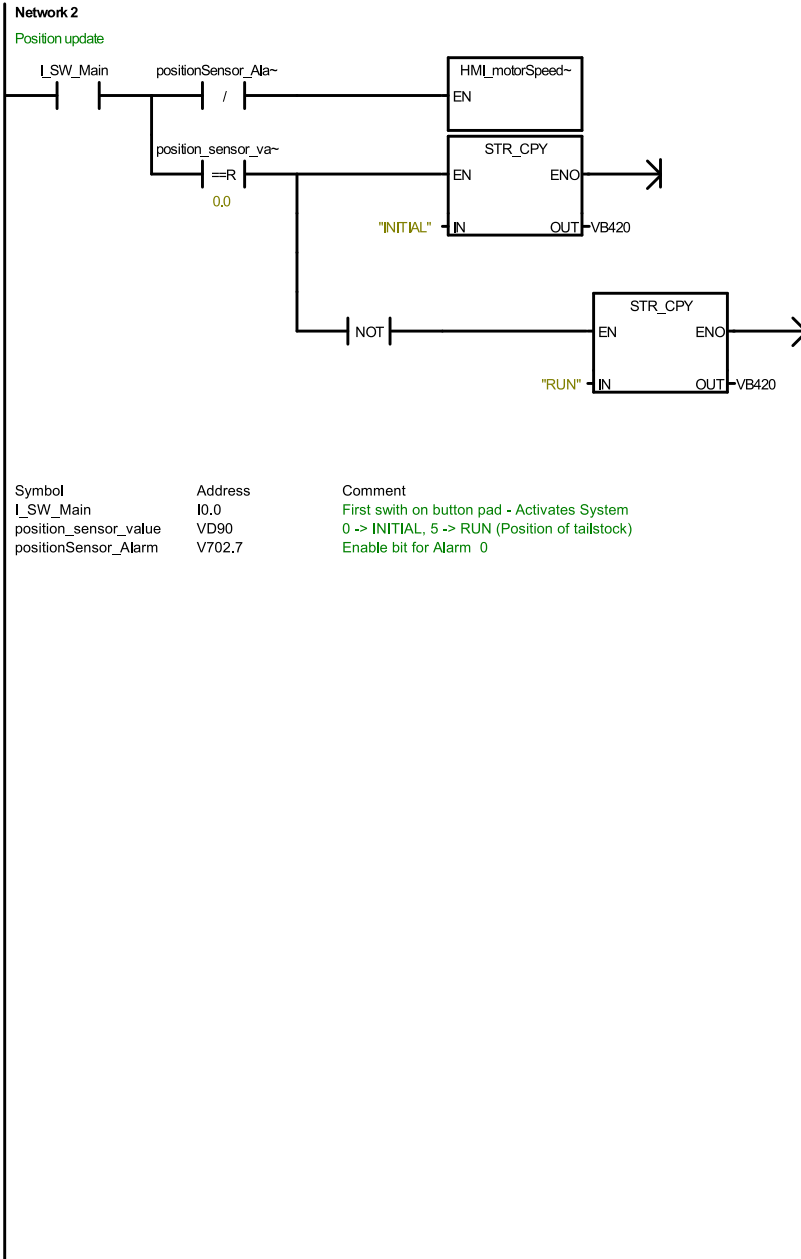 Network 2
Position update
I_SW_Main positionSensor_Ala~ HMI_motorSpeed~
/ EN
position_sensor_va~ STR_CPY
==R EN ENO
0.0
"INITIAL" IN OUT VB420
STR_CPY
NOT EN ENO
"RUN" IN OUT VB420
Symbol Address Comment
I_SW_Main I0.0 First swith on button pad - Activates System
position_sensor_value VD90 0 -> INITIAL, 5 -> RUN (Position of tailstock)
positionSensor_Alarm V702.7 Enable bit for Alarm 0